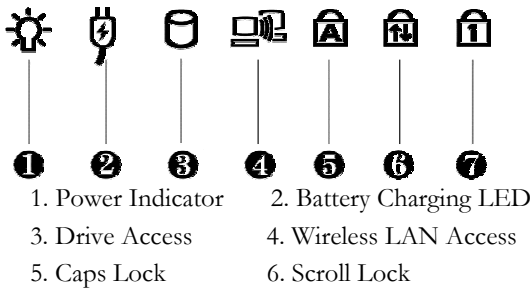 A 1
1 2 3 4 5 6 7
1. Power Indicator 2. Battery Charging LED
3. Drive Access 4. Wireless LAN Access
5. Caps Lock 6. Scroll Lock